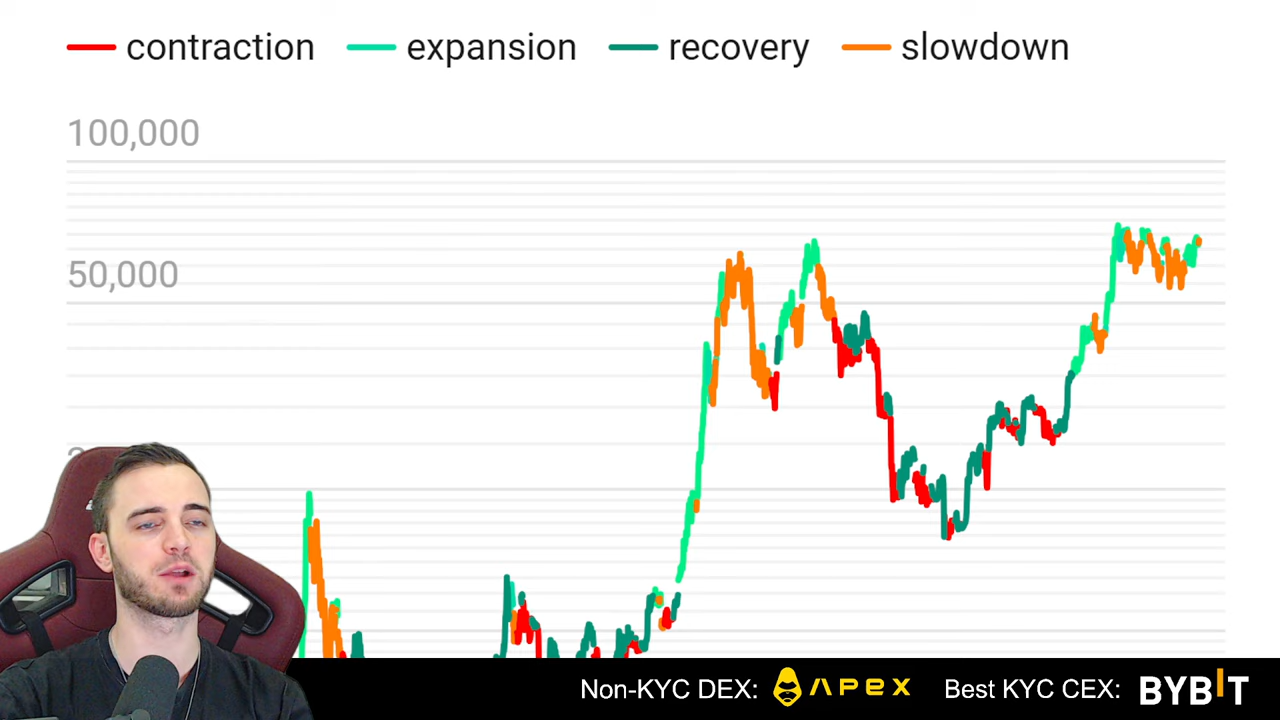 contraction expansion recovery slowdown
100,000
50,000
Non-KYC DEX: APEX Best KYC CEX: BYBIT